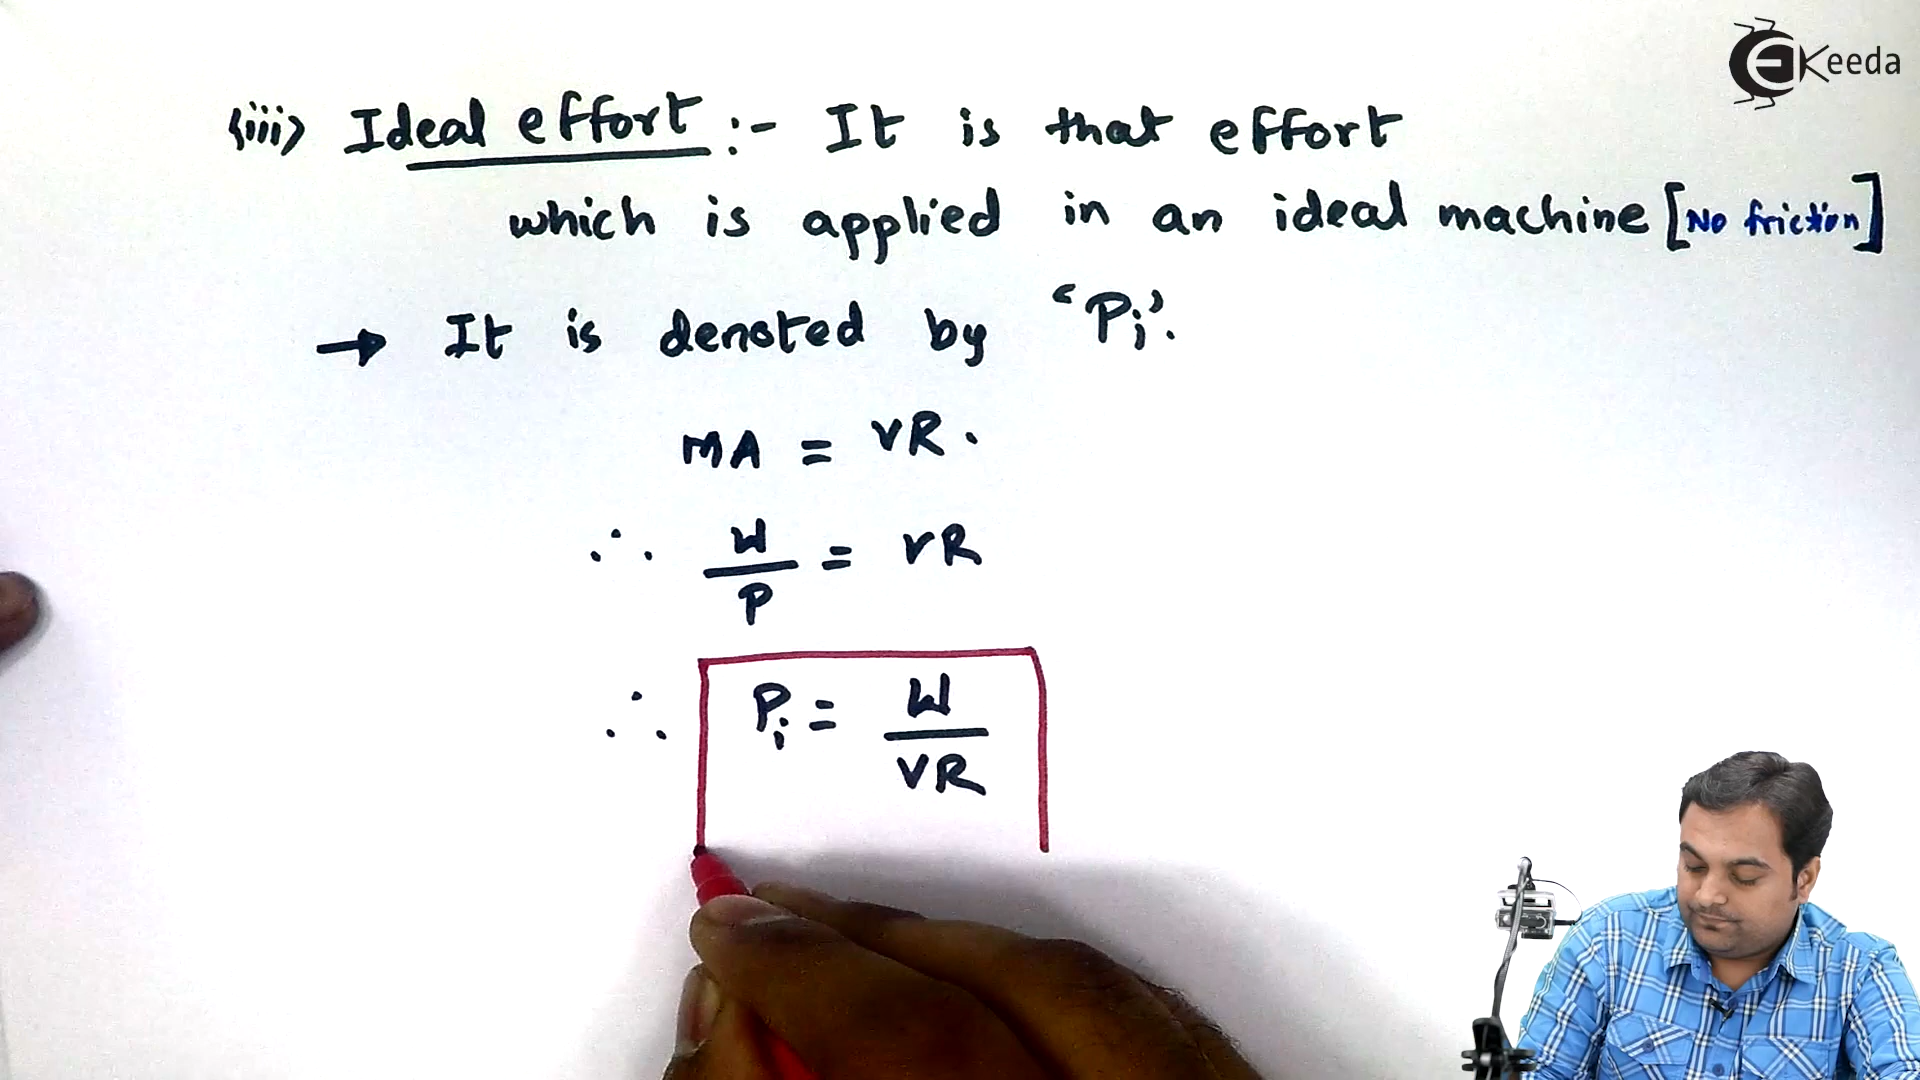 Keeda
(iii) Ideal effort :- It is that effort
which is applied in an ideal machine [No friction]
→ It is denoted by 'Pi'.
MA = VR.
∴ W/P = VR
∴ Pi = W/VR